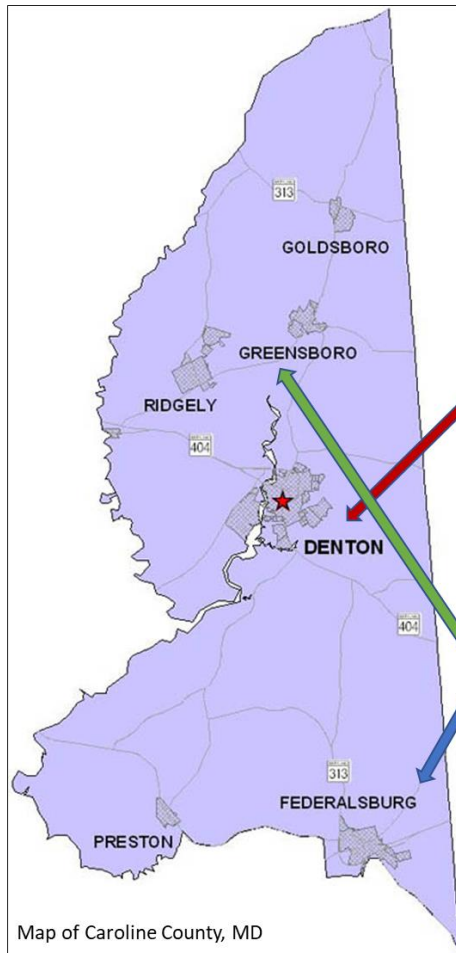 313
GOLDSBORO
GREENSBORO
RIDGELY
404
DENTON
404
313
FEDERALSBURG
PRESTON
Map of Caroline County, MD